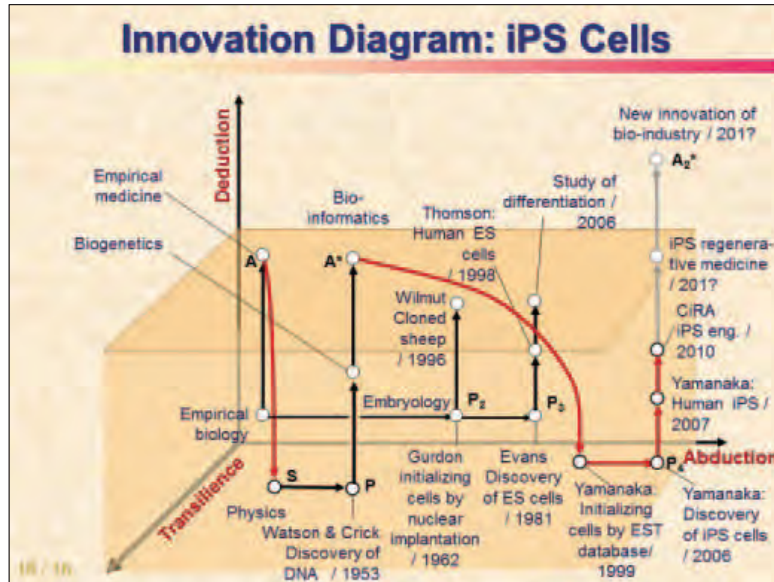 Innovation Diagram: iPS Cells
Deduction
New innovation of
bio-industry / 201?
A₂*
Empirical
medicine
Bio-
informatics
Study of
differentiation /
2006
Thomson:
Human ES
cells
/ 1998
Biogenetics
A
A*
iPS regenera-
tive medicine
/ 201?
Wilmut
Cloned
sheep
/ 1996
CiRA
iPS eng. /
2010
Yamanaka:
Human iPS /
2007
Empirical
biology
Embryology
P₂
P₃
Abduction
Transilience
S
P
P₄
Physics
Watson & Crick
Discovery of
DNA / 1953
Gurdon
initializing
cells by
nuclear
implantation
/ 1962
Evans
Discovery
of ES cells
/ 1981
Yamanaka:
Initializing
cells by EST
database/
1999
Yamanaka:
Discovery
of iPS cells
/ 2006